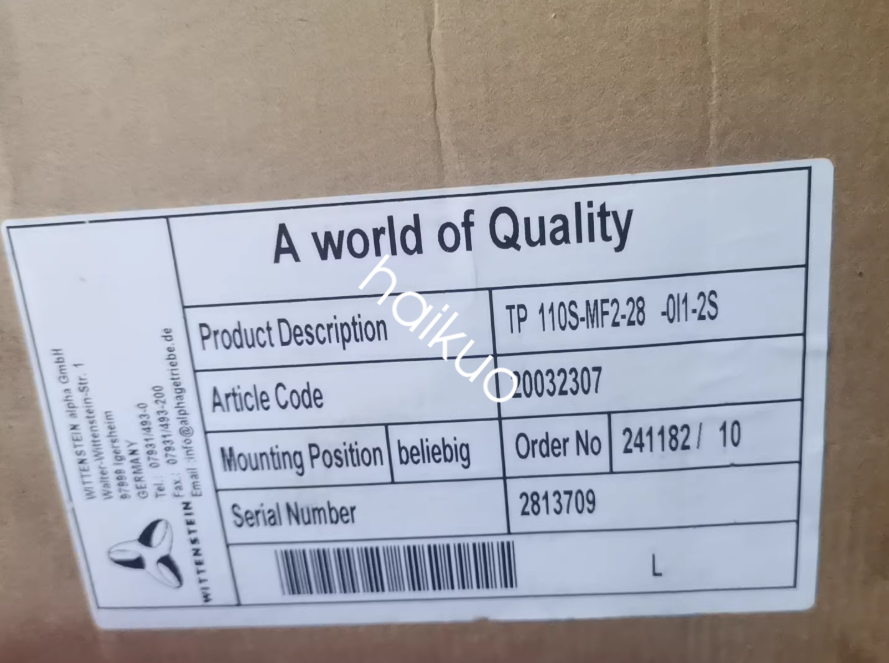 A world of Quality
Product Description TP 110S-MF2-28 -0I1-2S
Article Code 20032307
Mounting Position beliebig Order No 241182 / 10
Serial Number 2813709
L
WITTENSTEIN alpha GmbH
Walter-Wittenstein-Str. 1
97999 Igersheim
GERMANY
Tel.: 07931/493-0
Fax.: 07931/493-200
Email :info@alphagetriebe.de
WITTENSTEIN
haikuo